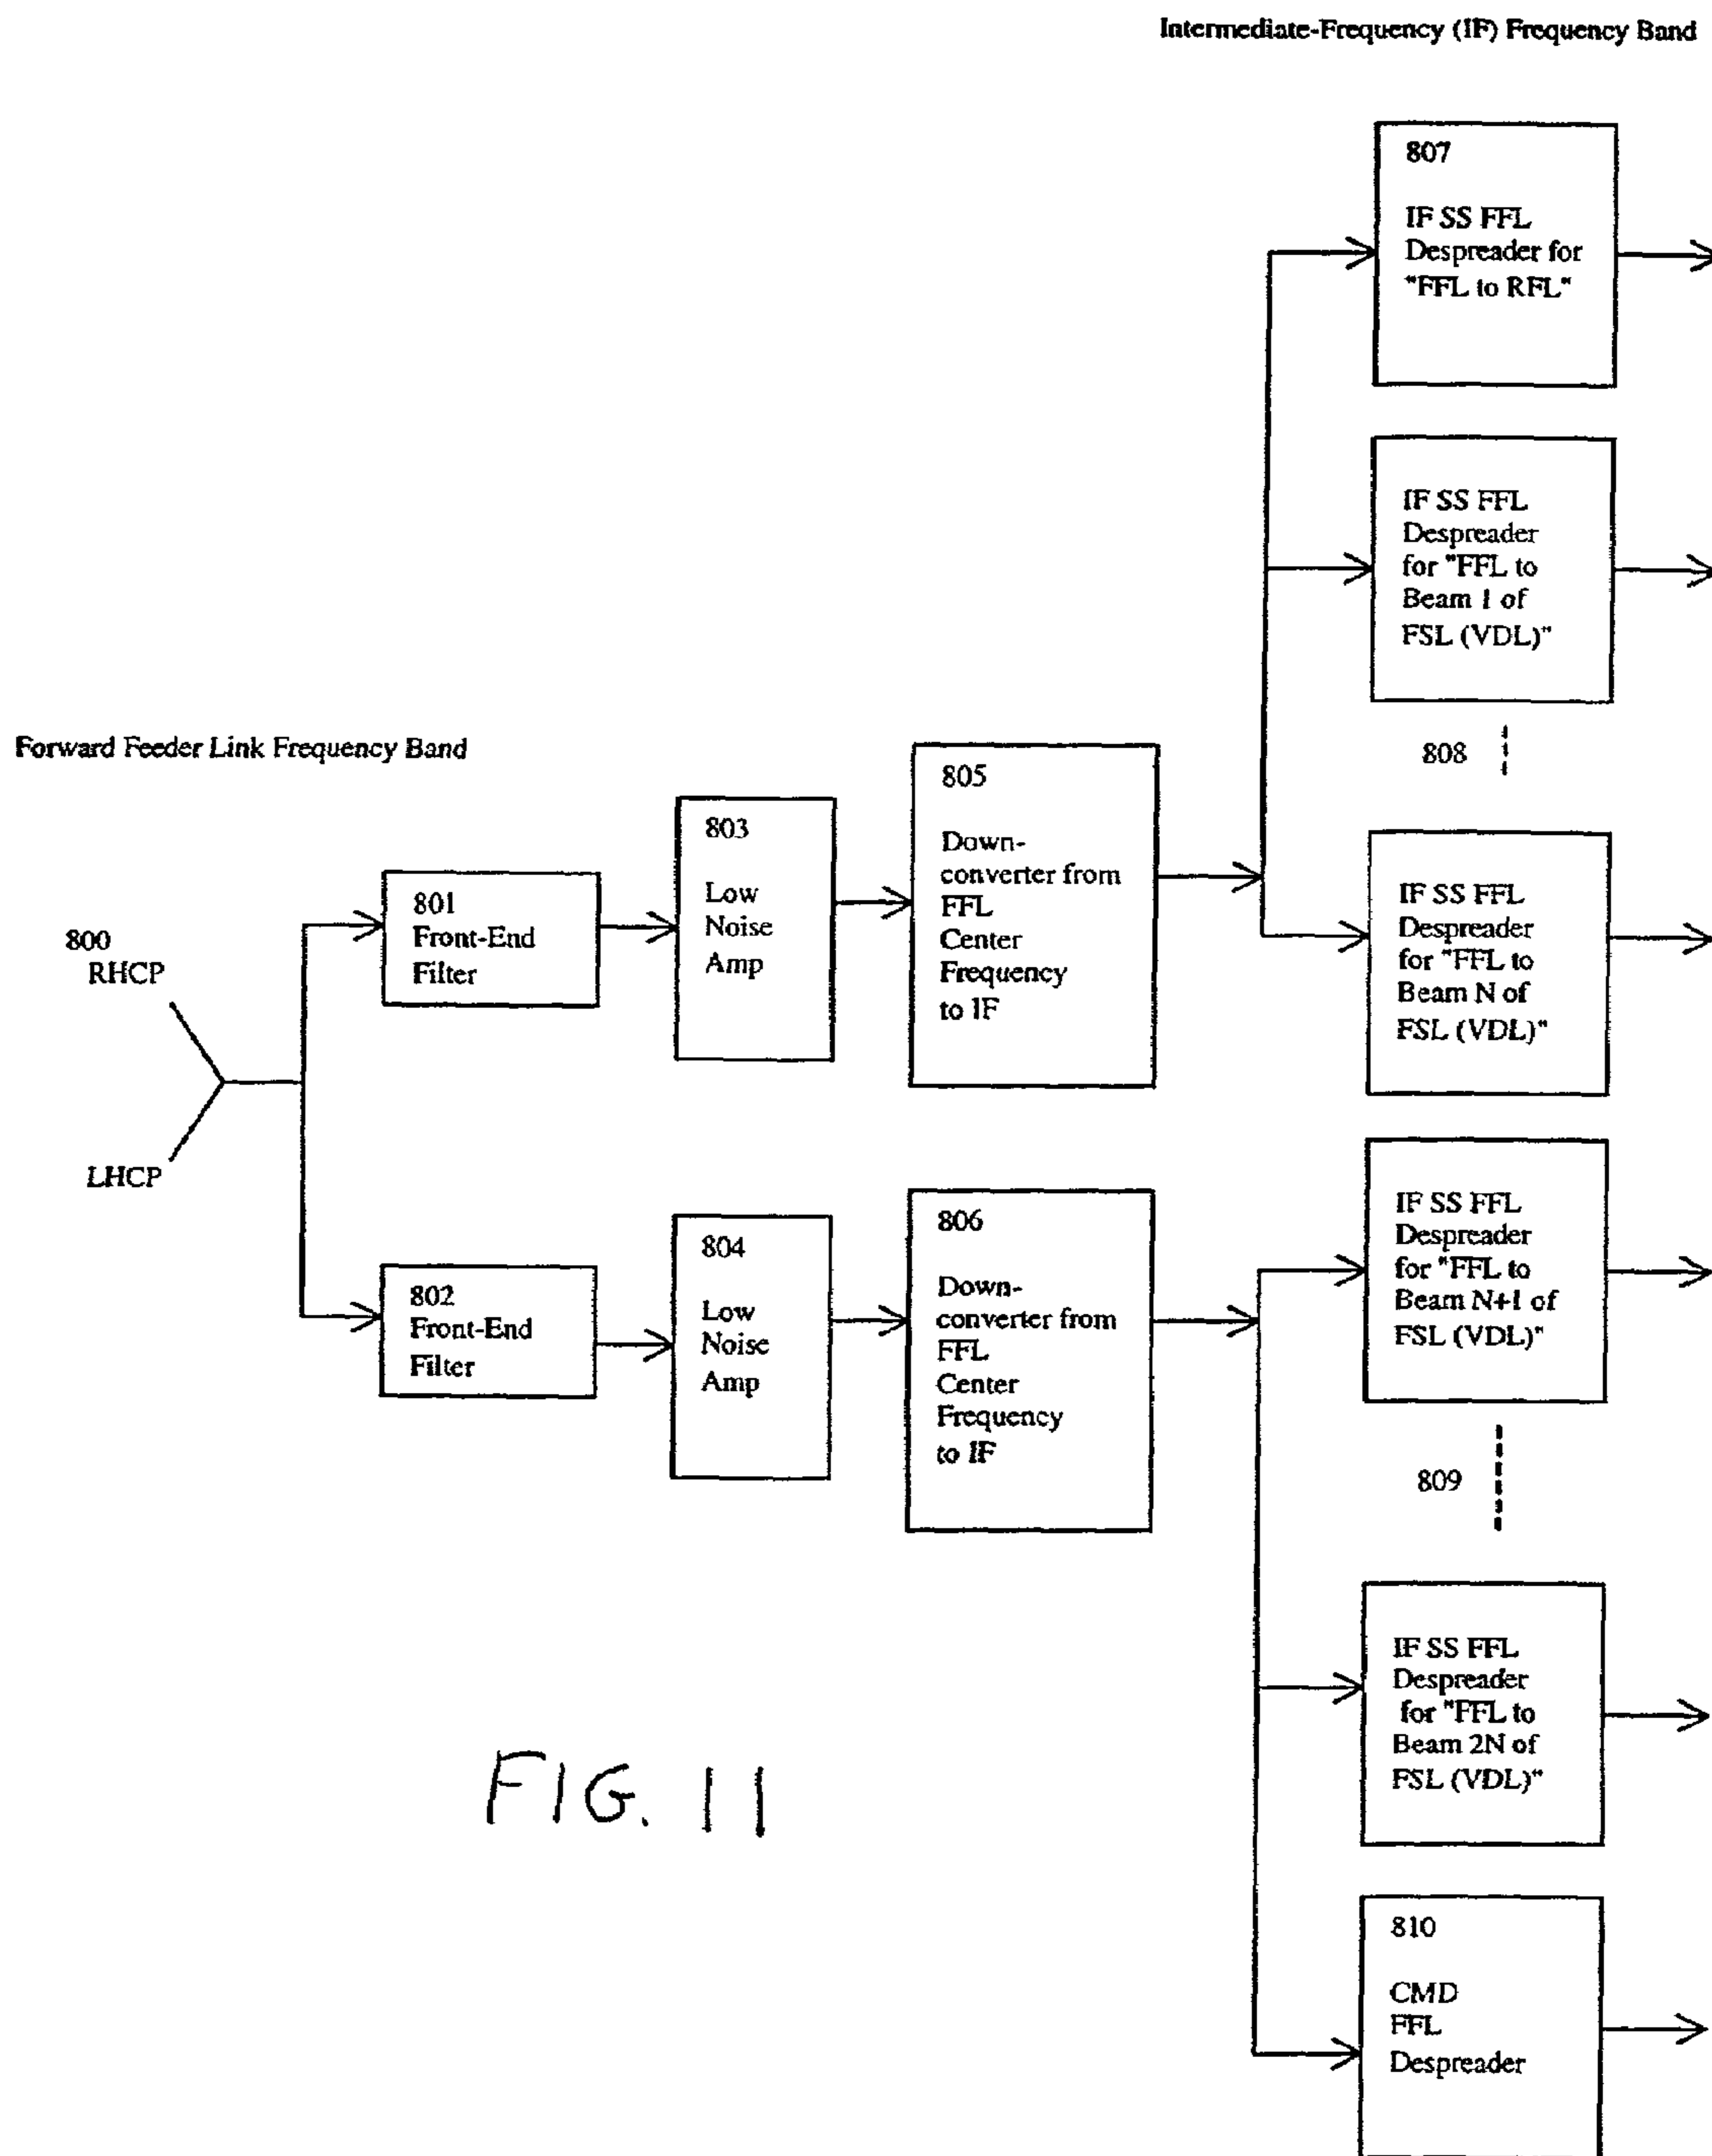 Intermediate-Frequency (IF) Frequency Band
807
IF SS FFL
Despreader for
"FFL to RFL"
IF SS FFL
Despreader
for "FFL to
Beam 1 of
FSL (VDL)"
808
Forward Feeder Link Frequency Band
800
RHCP
LHCP
801
Front-End
Filter
803
Low
Noise
Amp
805
Down-
converter from
FFL
Center
Frequency
to IF
IF SS FFL
Despreader
for "FFL to
Beam N of
FSL (VDL)"
802
Front-End
Filter
804
Low
Noise
Amp
806
Down-
converter from
FFL
Center
Frequency
to IF
IF SS FFL
Despreader
for "FFL to
Beam N+1 of
FSL (VDL)"
809
IF SS FFL
Despreader
for "FFL to
Beam 2N of
FSL (VDL)"
810
CMD
FFL
Despreader
FIG. 11